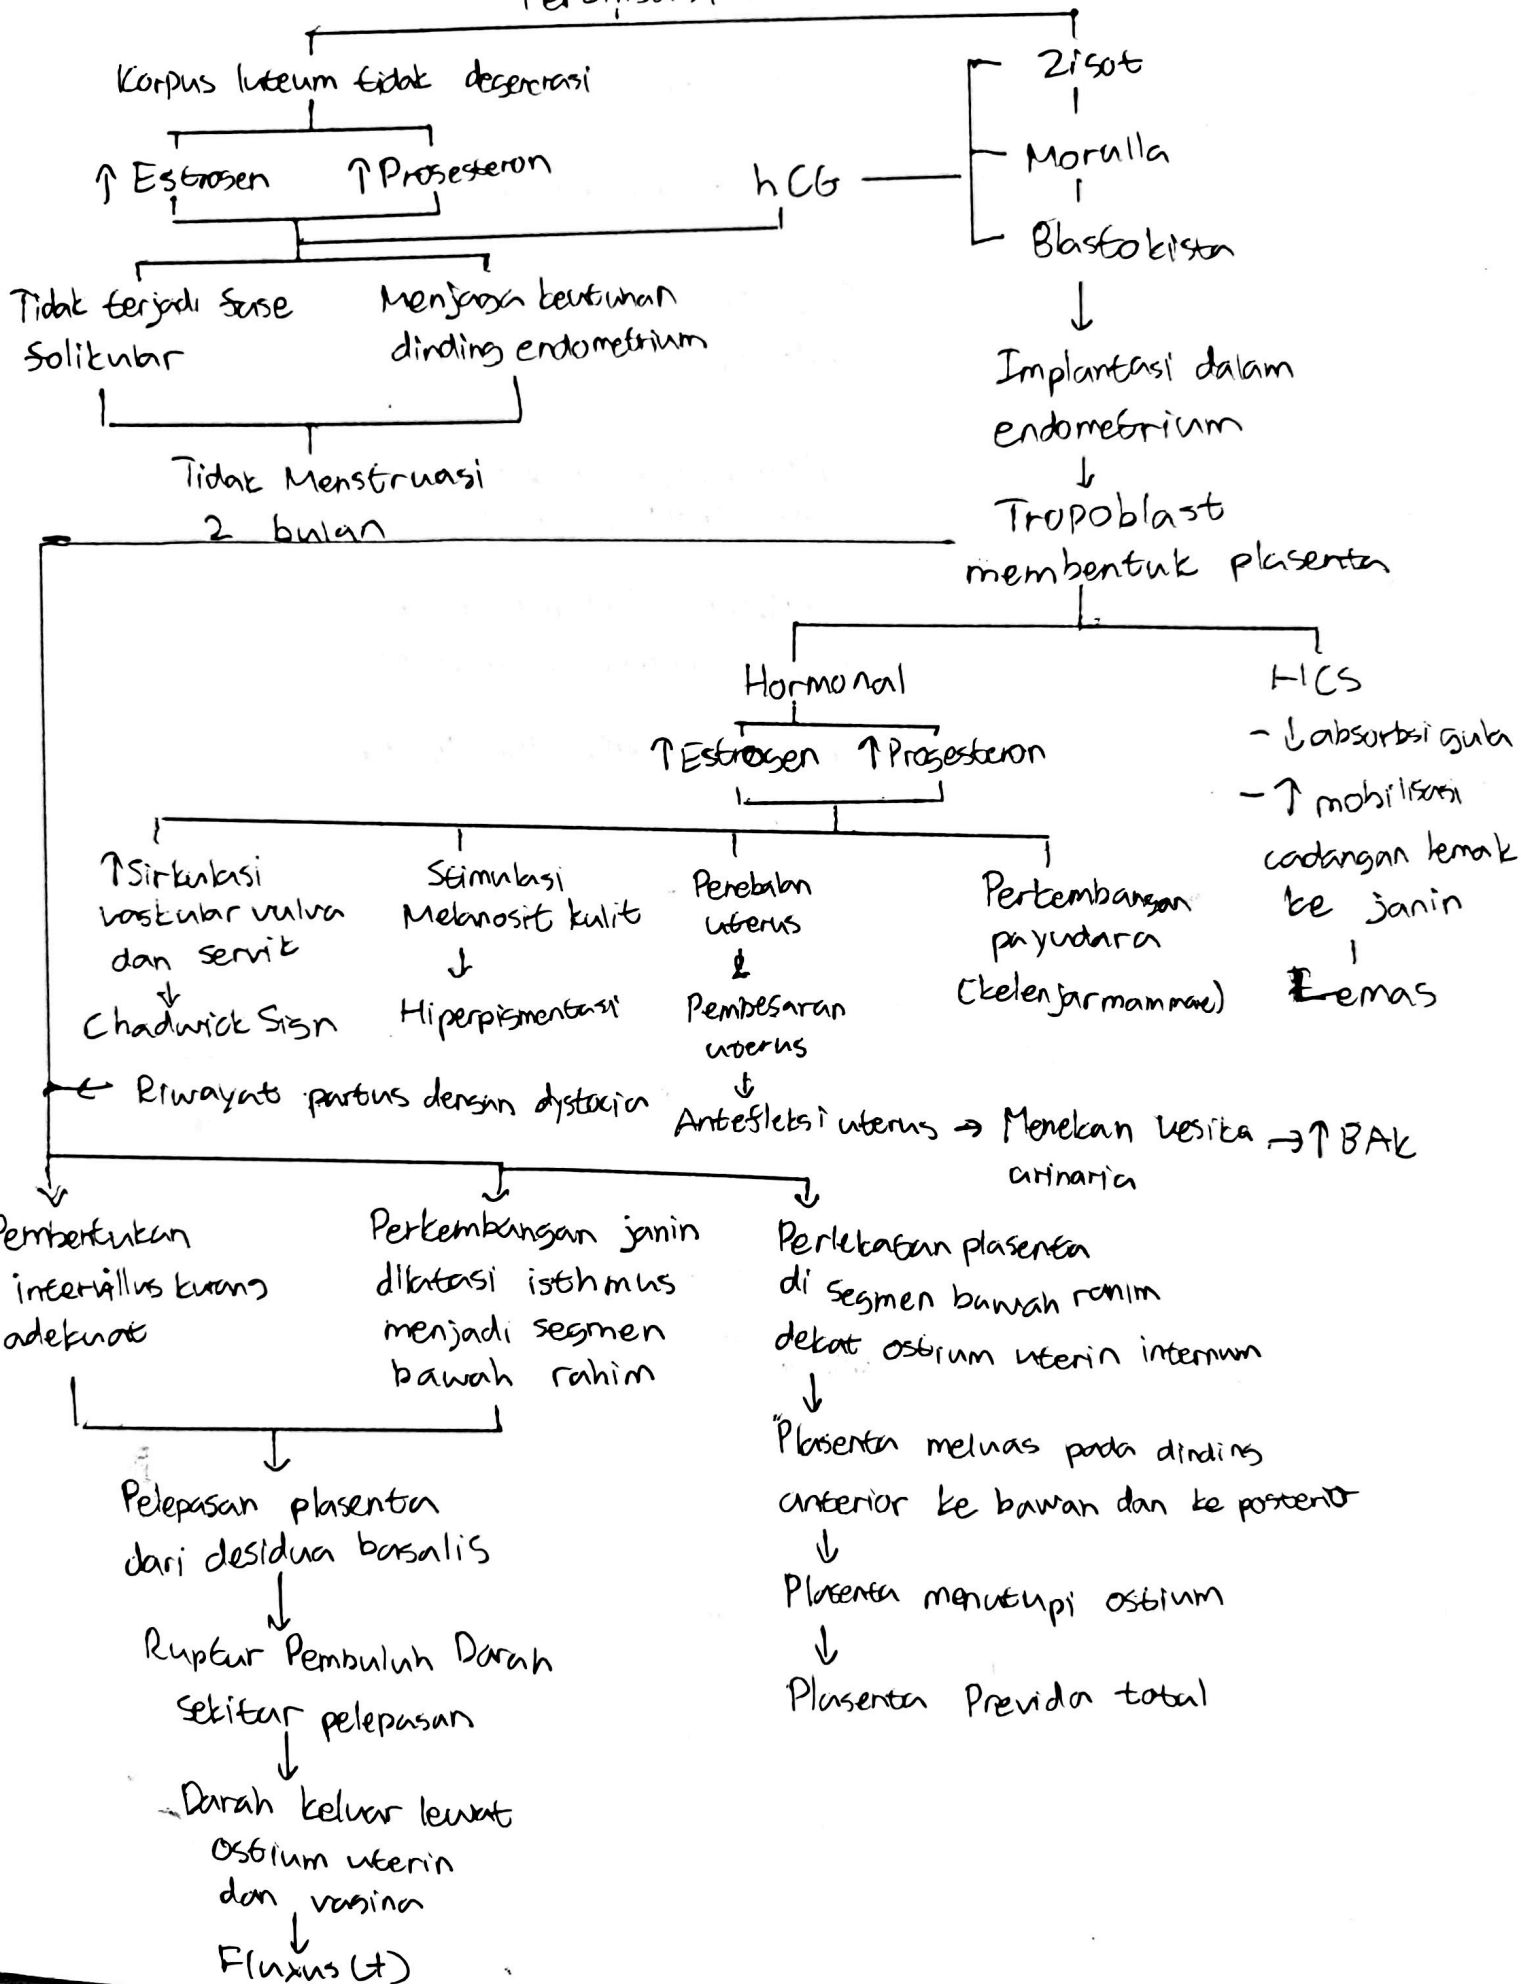 Korpus luteum tidak degenerasi
↑ Estrogen
↑ Progesteron
hCG
Zigot
Morulla
Blastokista
Tidak terjadi fase
folikular
Menjaga keutuhan
dinding endometrium
Implantasi dalam
endometrium
Tidak Menstruasi
2 bulan
Tropoblast
membentuk plasenta
Hormonal
↑ Estrogen
↑ Progesteron
HCS
- ↓ absorbsi gula
- ↑ mobilisasi
cadangan lemak
ke janin
Lemas
↑ Sirkulasi
vaskular vulva
dan servik
↓
Chadwick Sign
Stimulasi
Melanosit kulit
↓
Hiperpigmentasi
Penebalan
uterus
↓
Pembesaran
uterus
↓
Antefleksi uterus → Menekan vesika → ↑ BAK
urinaria
Perkembangan
payudara
(kelenjar mammae)
← Riwayat partus dengan dystocia
Pembentukan
intervillus kurang
adekuat
Perkembangan janin
dilatasi isthmus
menjadi segmen
bawah rahim
Pelepasan plasenta
dari desidua basalis
↓
Ruptur Pembuluh Darah
sekitar pelepasan
↓
Darah keluar lewat
Ostium uterin
dan vagina
↓
Fluxus (+)
Perlekatan plasenta
di segmen bawah rahim
dekat ostium uterin internum
↓
Plasenta meluas pada dinding
anterior ke bawah dan ke posterior
↓
Plasenta menutupi ostium
↓
Plasenta Previda total